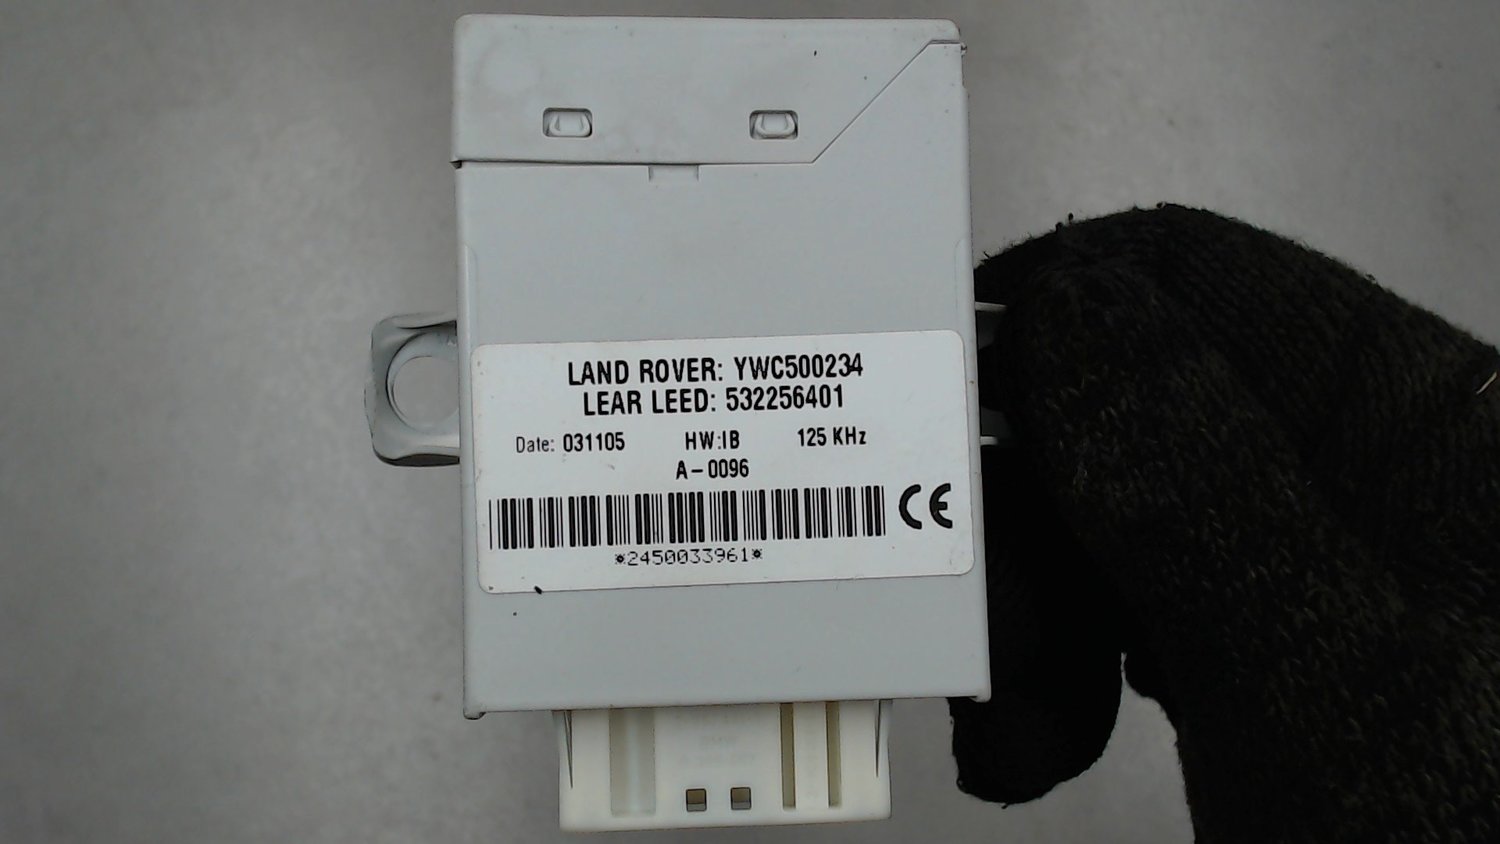 LAND ROVER: YWC500234
LEAR LEED: 532256401
Date: 031105 HW:IB 125 KHz
A-0096
CE
*2450033961*